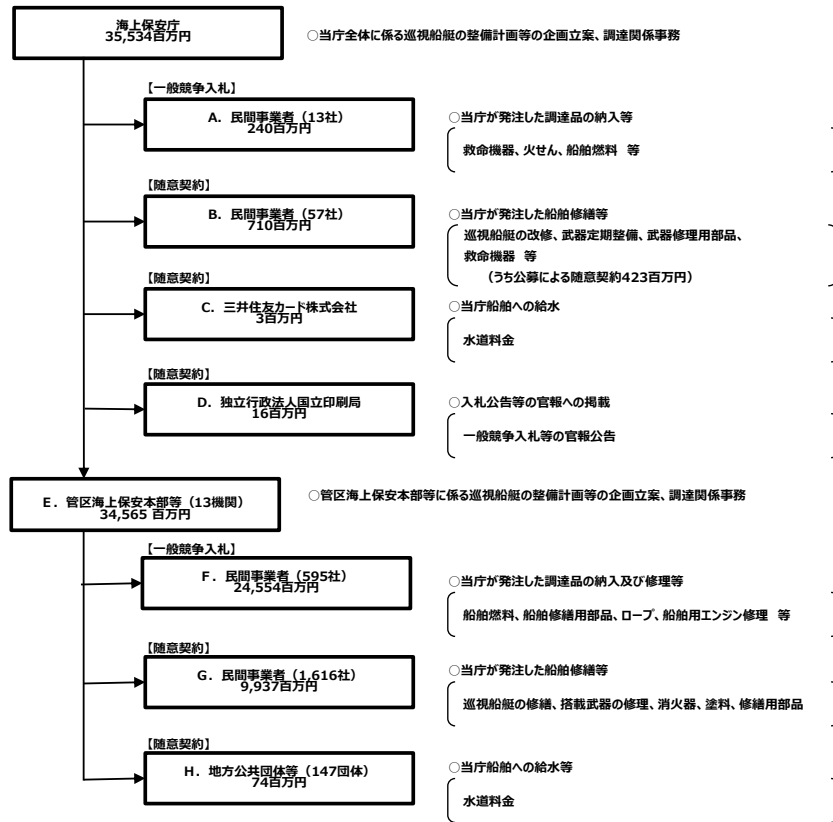 海上保安庁
35,534百万円
○当庁全体に係る巡視船艇の整備計画等の企画立案、調達関係事務
【一般競争入札】
A．民間事業者（13社）
240百万円
○当庁が発注した調達品の納入等
救命機器、火せん、船舶燃料　等
【随意契約】
B．民間事業者（57社）
710百万円
○当庁が発注した船舶修繕等
巡視船艇の改修、武器定期整備、武器修理用部品、
救命機器　等
（うち公募による随意契約423百万円）
【随意契約】
C．三井住友カード株式会社
3百万円
○当庁船舶への給水
水道料金
【随意契約】
D．独立行政法人国立印刷局
16百万円
○入札公告等の官報への掲載
一般競争入札等の官報公告
E．管区海上保安本部等（13機関）
34,565 百万円
○管区海上保安本部等に係る巡視船艇の整備計画等の企画立案、調達関係事務
【一般競争入札】
F．民間事業者（595社）
24,554百万円
○当庁が発注した調達品の納入及び修理等
船舶燃料、船舶修繕用部品、ロープ、船舶用エンジン修理　等
【随意契約】
G．民間事業者（1,616社）
9,937百万円
○当庁が発注した船舶修繕等
巡視船艇の修繕、搭載武器の修理、消火器、塗料、修繕用部品
【随意契約】
H．地方公共団体等（147団体）
74百万円
○当庁船舶への給水等
水道料金